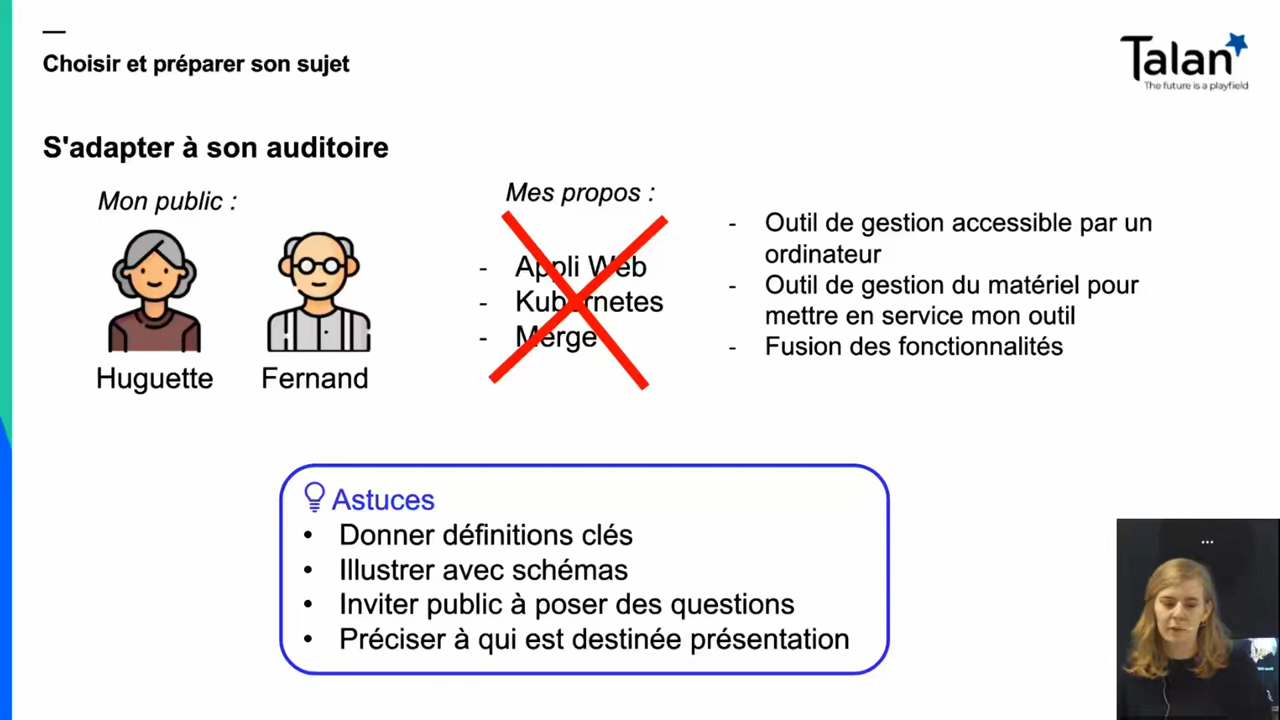 Choisir et préparer son sujet
Talan
The future is a playfield
S'adapter à son auditoire
Mon public :
Huguette
Fernand
Mes propos :
- Appli Web
- Kubernetes
- Merge
- Outil de gestion accessible par un
ordinateur
- Outil de gestion du matériel pour
mettre en service mon outil
- Fusion des fonctionnalités
Astuces
• Donner définitions clés
• Illustrer avec schémas
• Inviter public à poser des questions
• Préciser à qui est destinée présentation
...